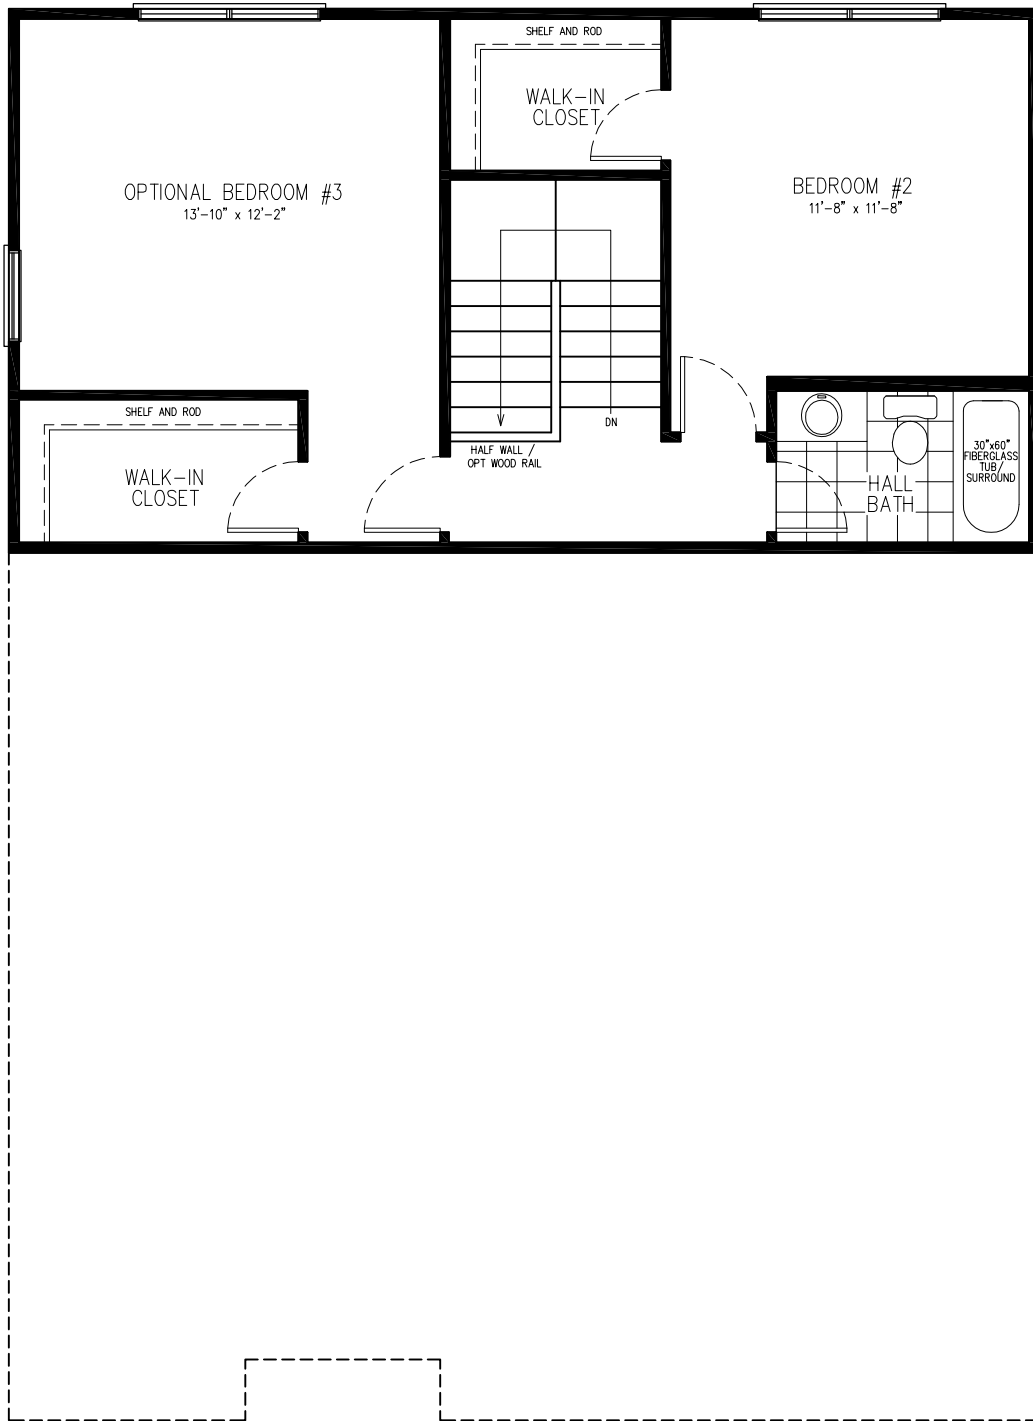 SHELF AND ROD
WALK-IN
CLOSET
OPTIONAL BEDROOM #3
13'-10" x 12'-2"
BEDROOM #2
11'-8" x 11'-8"
DN
HALF WALL /
OPT WOOD RAIL
SHELF AND ROD
WALK-IN
CLOSET
HALL
BATH
30"x60"
FIBERGLASS
TUB/
SURROUND